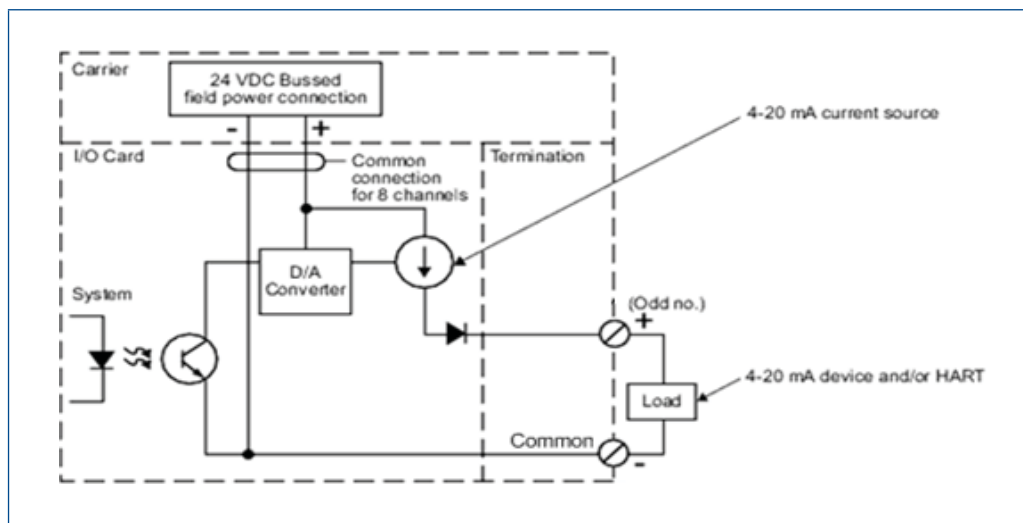 Carrier
24 VDC Bussed
field power connection
- +
4-20 mA current source
I/O Card
Common
connection
for 8 channels
Termination
D/A
Converter
System
(Odd no.)
+
Load
4-20 mA device and/or HART
Common
-